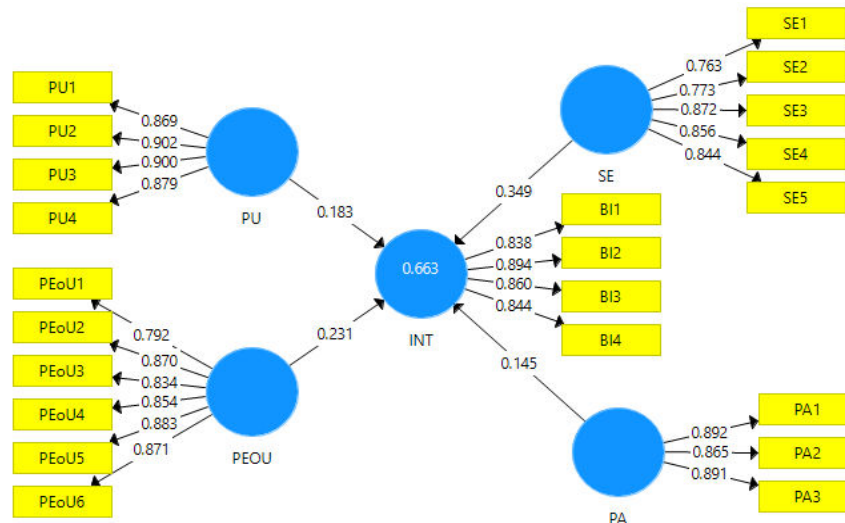 PU1
PU2
PU3
PU4
0.869
0.902
0.900
0.879
PU
0.183
PEoU1
PEoU2
PEoU3
PEoU4
PEoU5
PEoU6
0.792
0.870
0.834
0.854
0.883
0.871
PEOU
0.231
0.663
INT
0.838
0.894
0.860
0.844
BI1
BI2
BI3
BI4
SE
0.349
0.763
0.773
0.872
0.856
0.844
SE1
SE2
SE3
SE4
SE5
PA
0.145
0.892
0.865
0.891
PA1
PA2
PA3